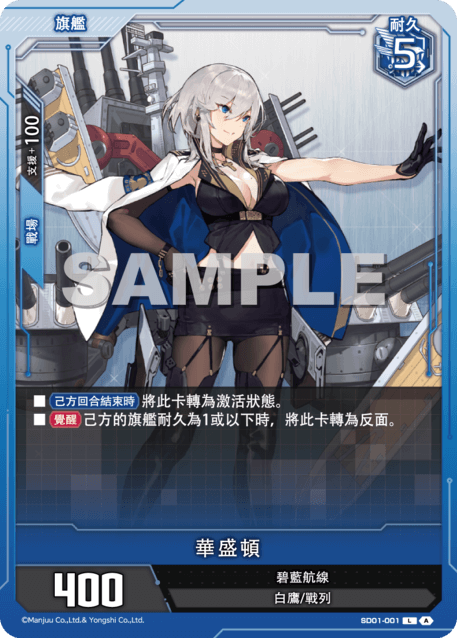 旗艦
耐久
5
支援+100
戰場
SAMPLE
■ 己方回合結束時 將此卡轉為激活狀態。
■ 覺醒 己方的旗艦耐久為1或以下時，將此卡轉為反面。
華盛頓
400
碧藍航線
白鷹/戰列
©Manjuu Co.,Ltd.& Yongshi Co.,Ltd.
SD01-001 L A